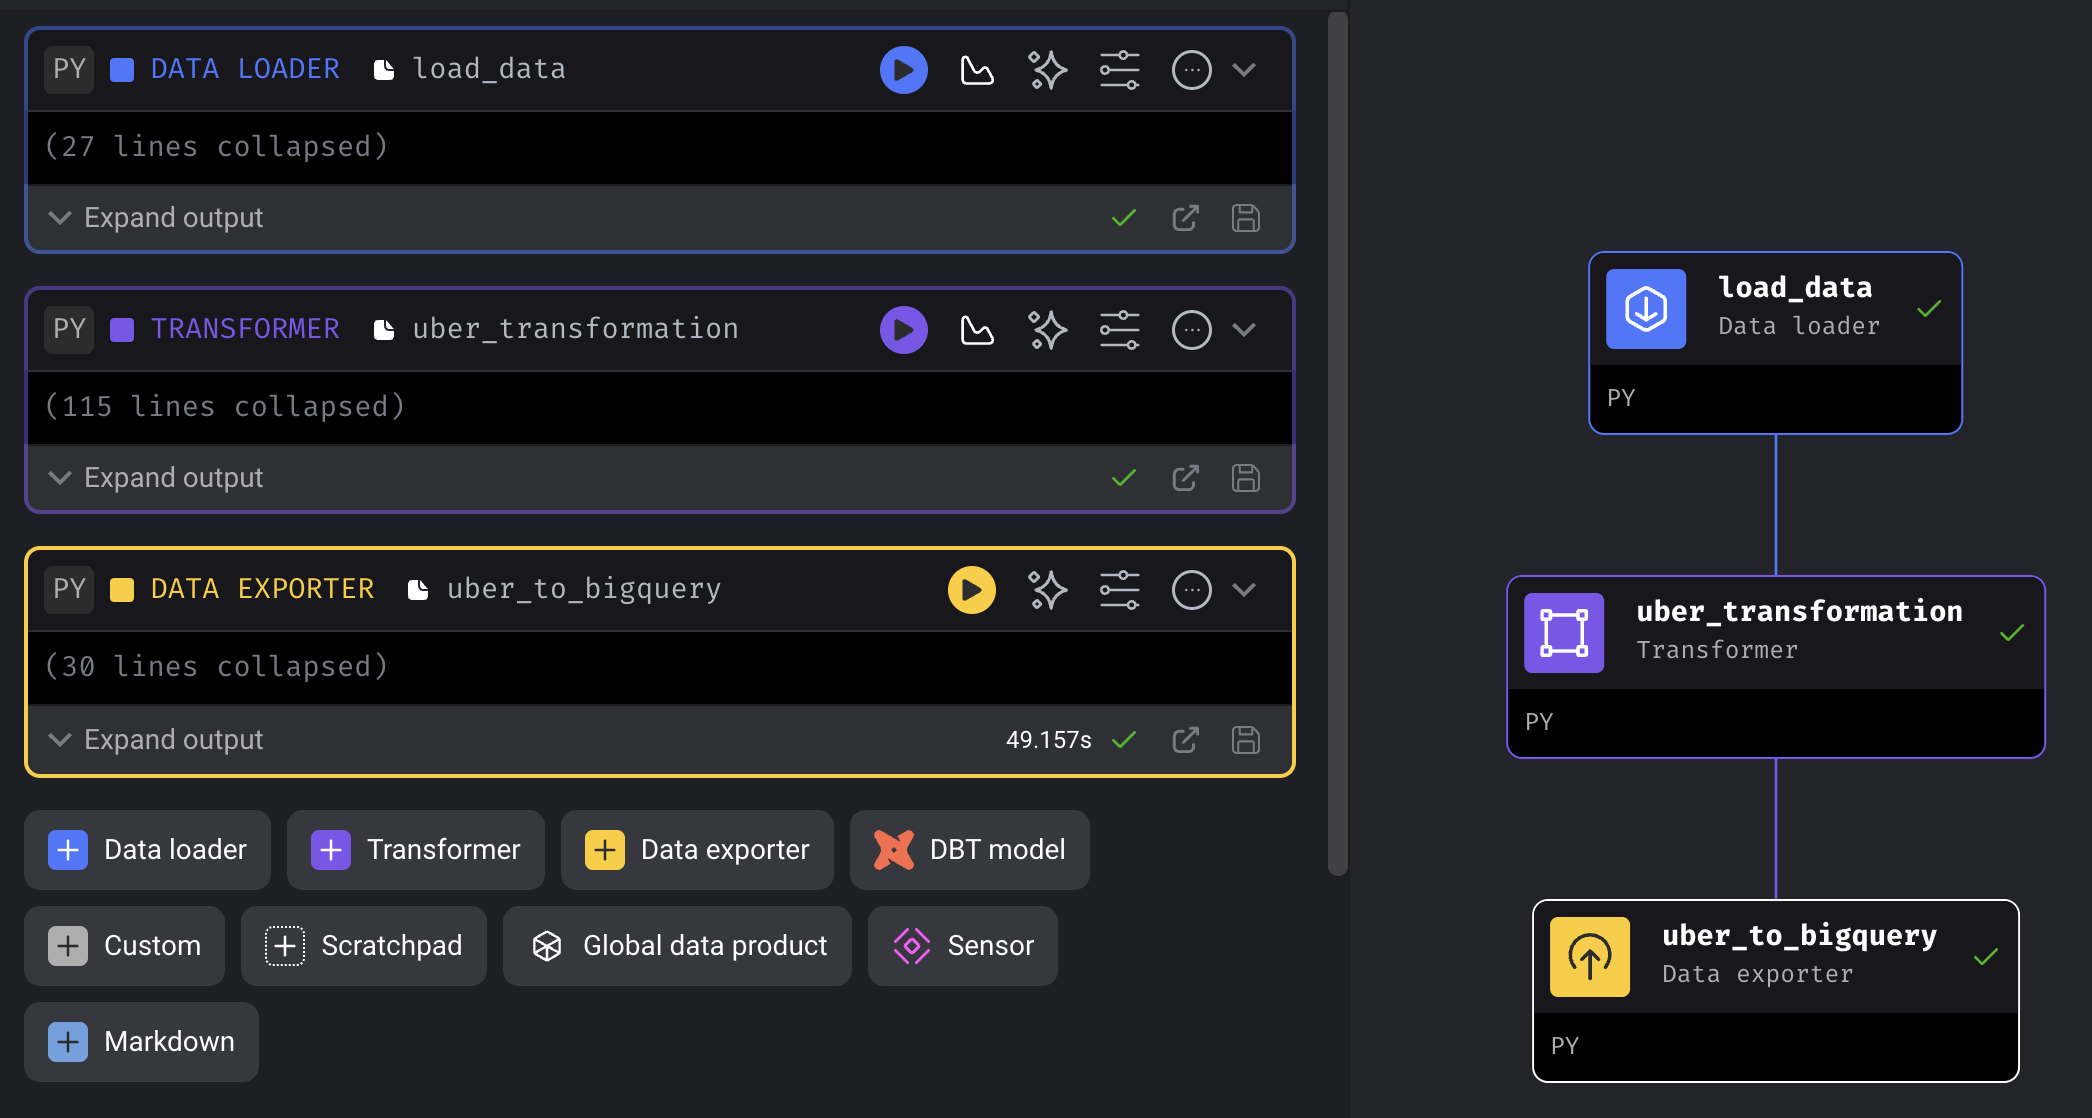 PY DATA LOADER load_data
(27 lines collapsed)
Expand output
PY TRANSFORMER uber_transformation
(115 lines collapsed)
Expand output
PY DATA EXPORTER uber_to_bigquery
(30 lines collapsed)
Expand output 49.157s
Data loader Transformer Data exporter DBT model
Custom Scratchpad Global data product Sensor
Markdown
load_data
Data loader
PY
uber_transformation
Transformer
PY
uber_to_bigquery
Data exporter
PY